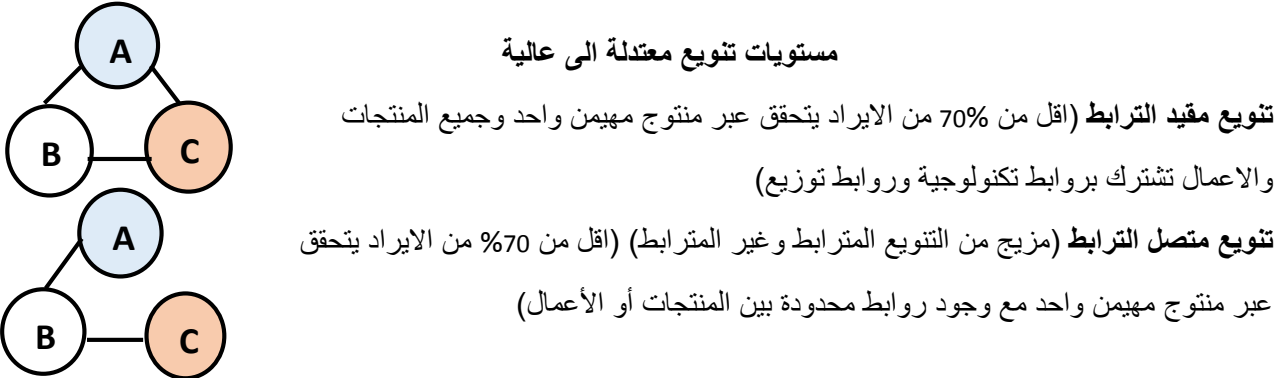 مستويات تنويع معتدلة الى عالية
تنويع مقيد الترابط (اقل من 70% من الايراد يتحقق عبر منتوج مهيمن واحد وجميع المنتجات
والاعمال تشترك بروابط تكنولوجية وروابط توزيع)
تنويع متصل الترابط (مزيج من التنويع المترابط وغير المترابط) (اقل من 70% من الايراد يتحقق
عبر منتوج مهيمن واحد مع وجود روابط محدودة بين المنتجات أو الأعمال)
A
B C
A
B C